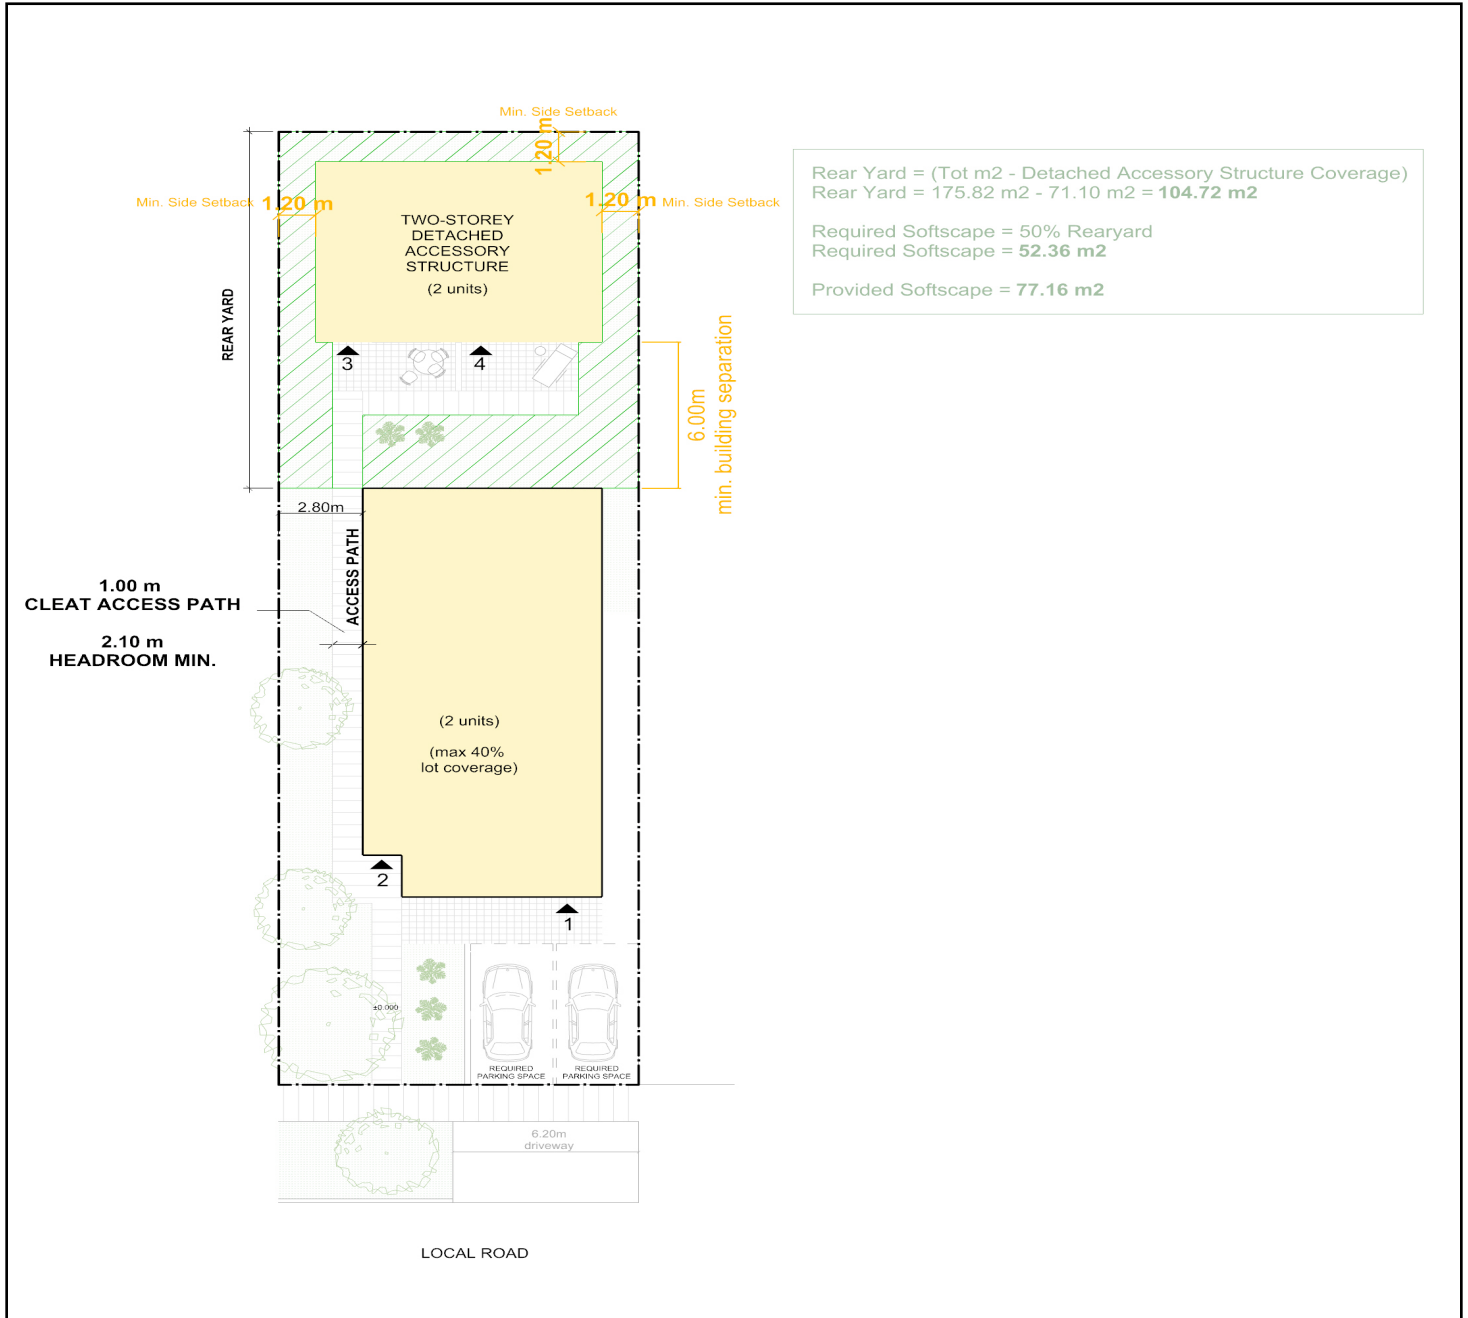 Min. Side Setback
1.20 m
Min. Side Setback 1.20 m
1.20 m Min. Side Setback
TWO-STOREY
DETACHED
ACCESSORY
STRUCTURE
(2 units)
REAR YARD
Rear Yard = (Tot m2 - Detached Accessory Structure Coverage)
Rear Yard = 175.82 m2 - 71.10 m2 = 104.72 m2
Required Softscape = 50% Rearyard
Required Softscape = 52.36 m2
Provided Softscape = 77.16 m2
3
4
6.00m
min. building separation
2.80m
ACCESS PATH
1.00 m
CLEAT ACCESS PATH
2.10 m
HEADROOM MIN.
(2 units)
(max 40%
lot coverage)
2
1
±0.000
REQUIRED
PARKING SPACE
REQUIRED
PARKING SPACE
6.20m
driveway
LOCAL ROAD